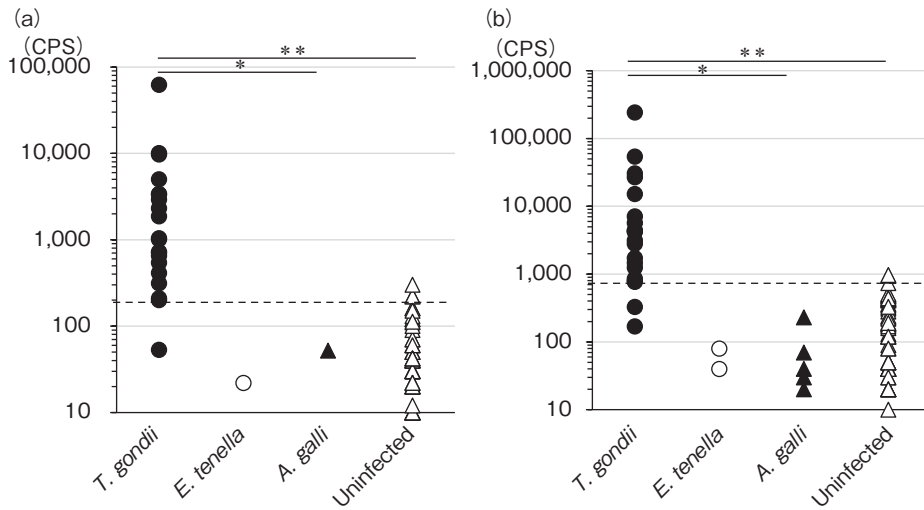 (a)
(CPS)
**
*
100,000
10,000
1,000
100
10
T. gondii
E. tenella
A. galli
Uninfected
(b)
(CPS)
**
*
1,000,000
100,000
10,000
1,000
100
10
T. gondii
E. tenella
A. galli
Uninfected